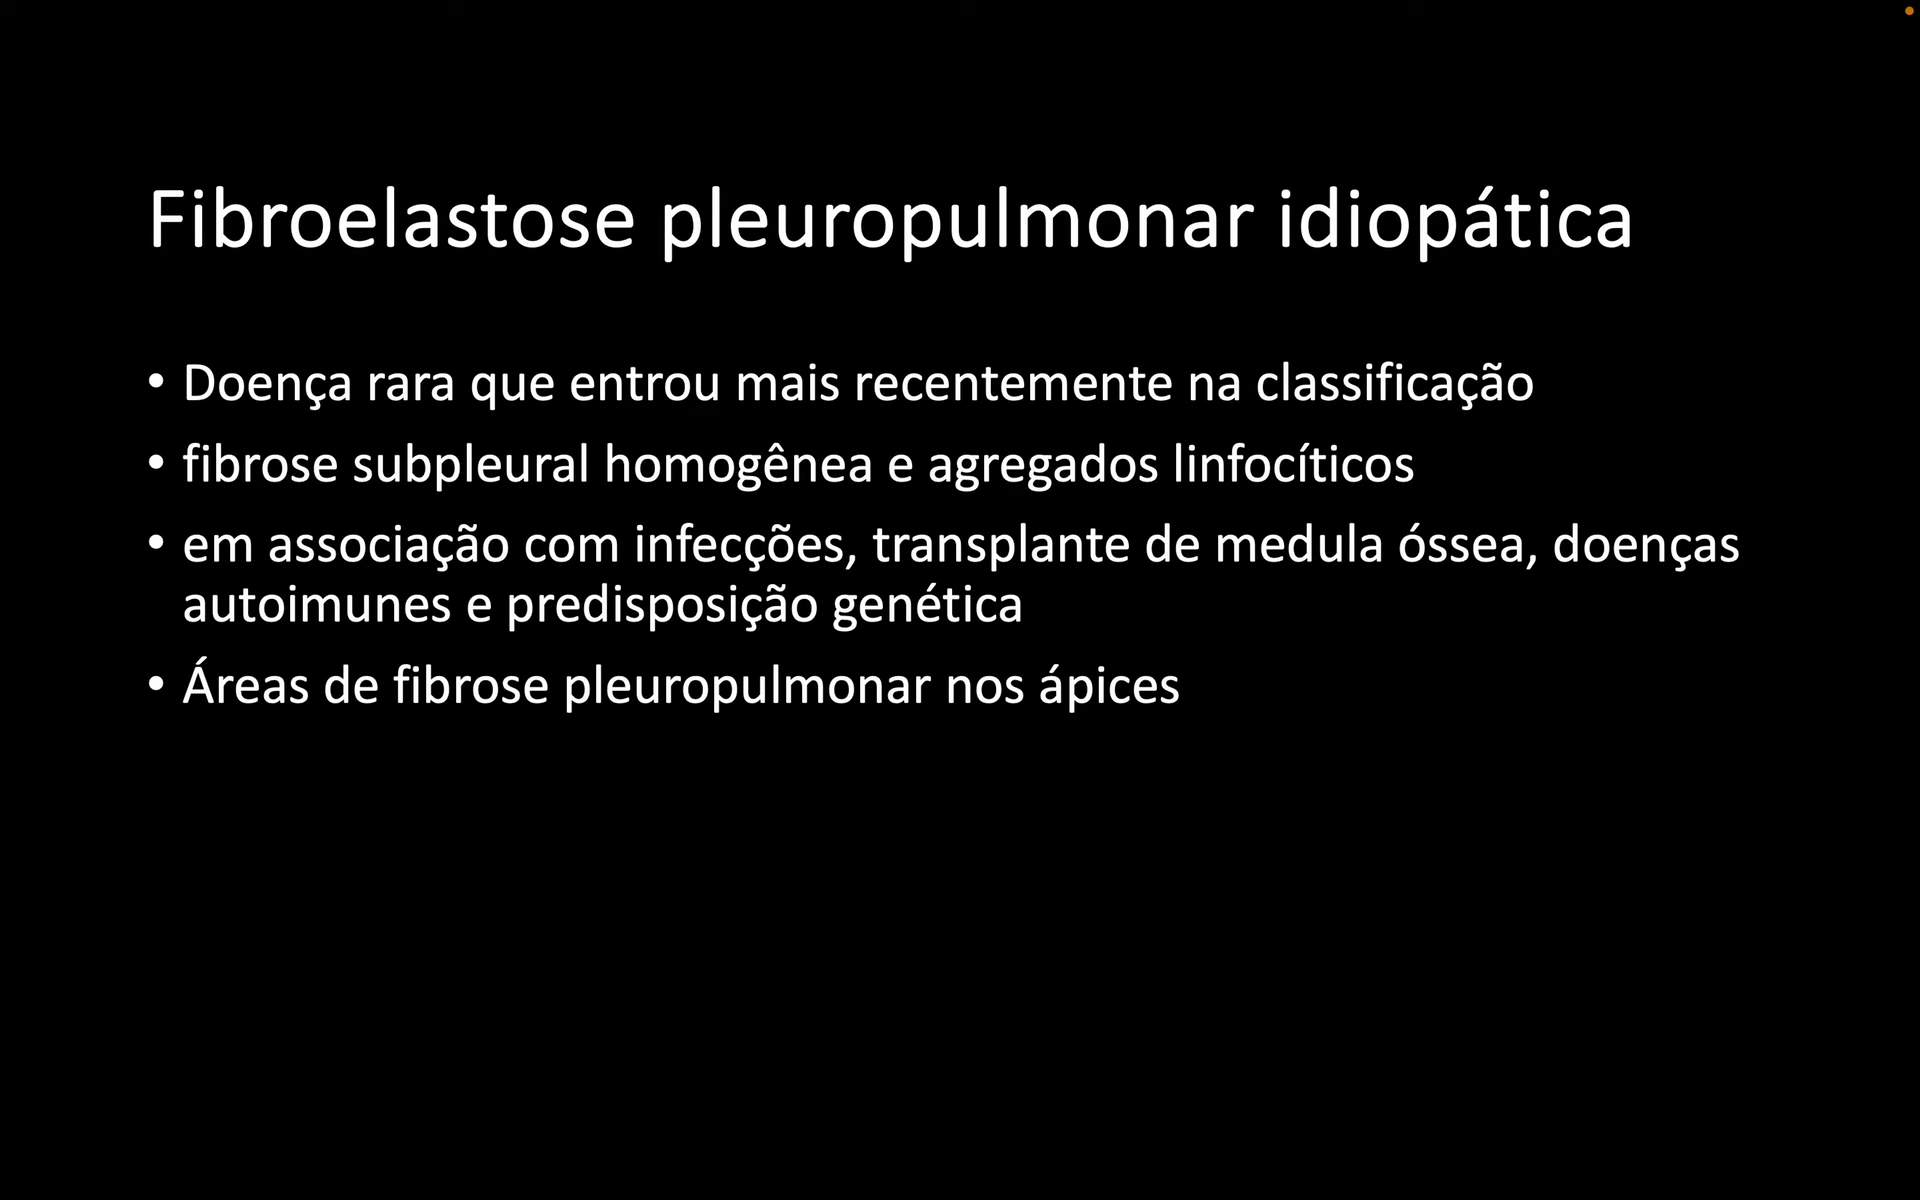 Fibroelastose pleuropulmonar idiopática
• Doença rara que entrou mais recentemente na classificação
• fibrose subpleural homogênea e agregados linfocíticos
• em associação com infecções, transplante de medula óssea, doenças
autoimunes e predisposição genética
• Áreas de fibrose pleuropulmonar nos ápices